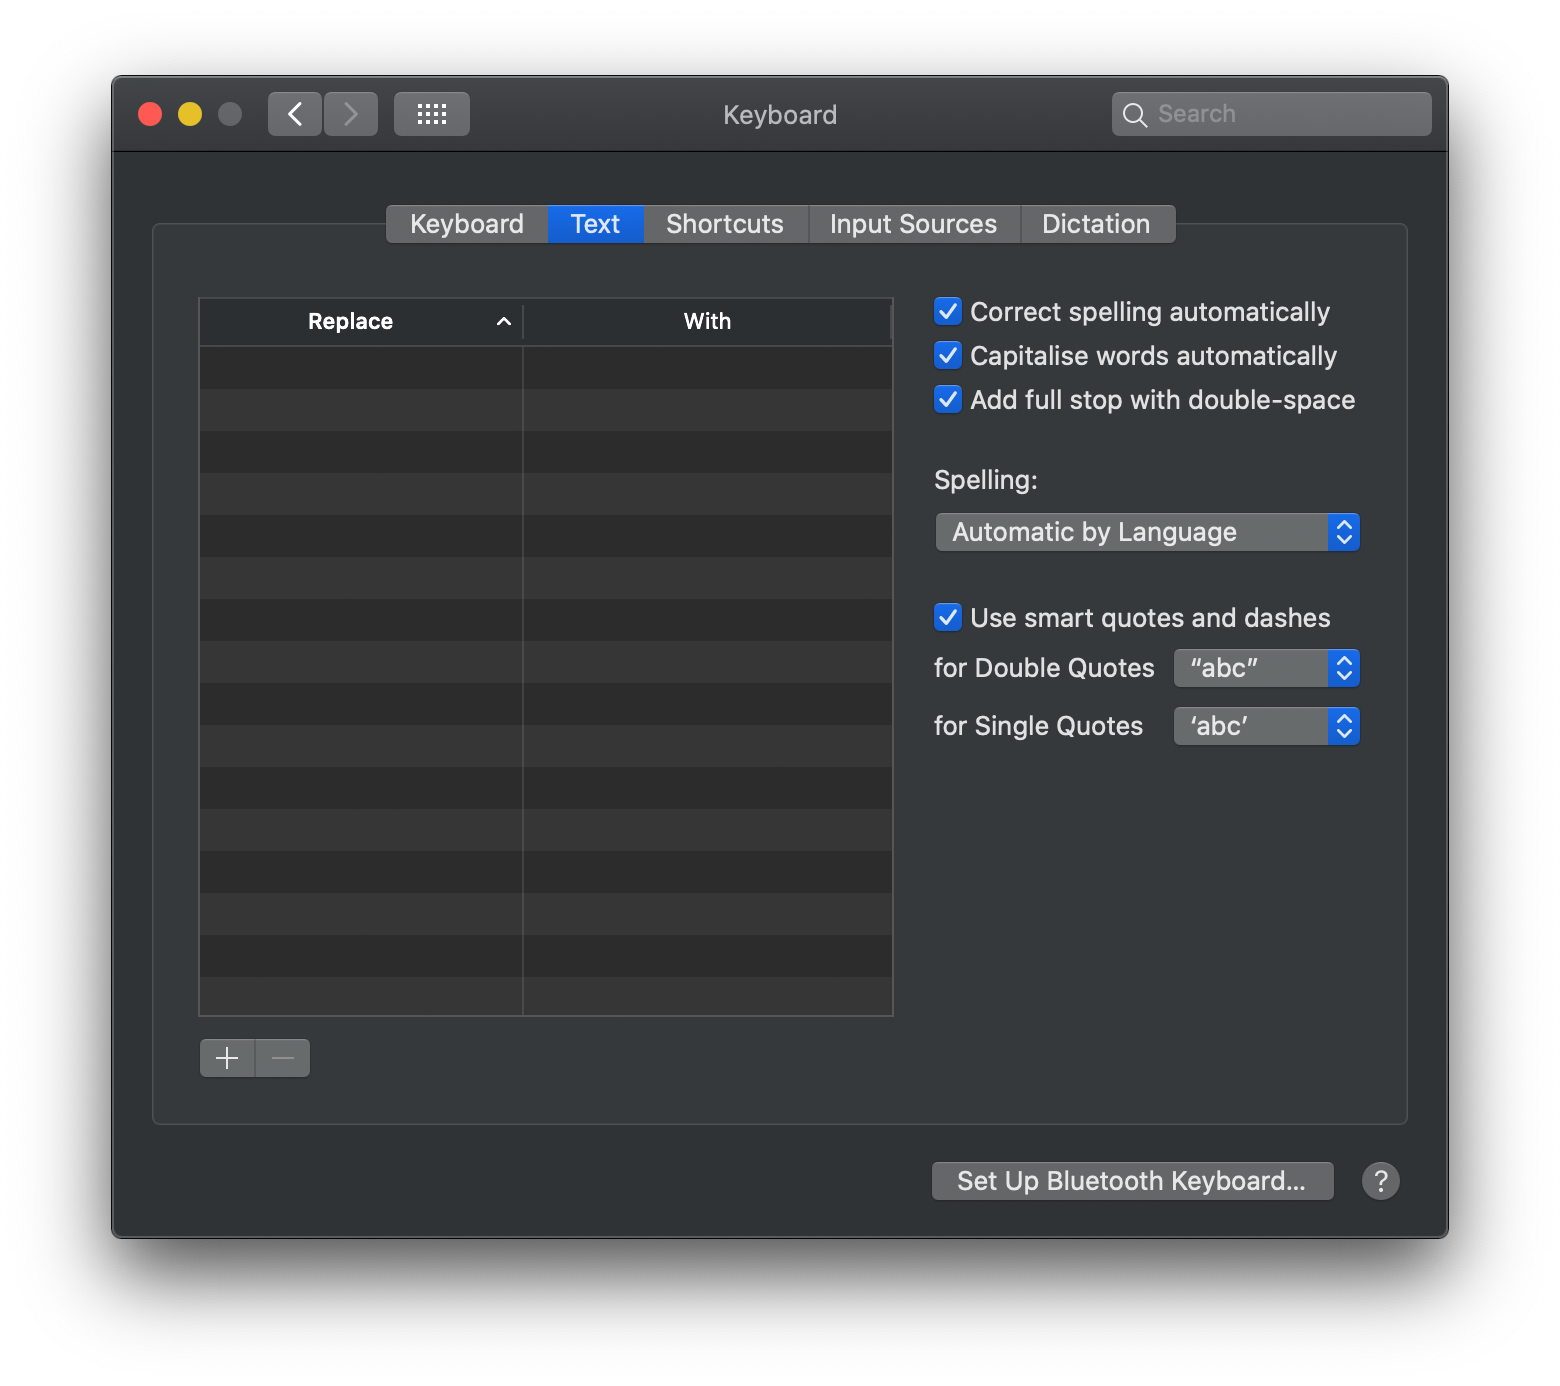 Keyboard
Search
Keyboard Text Shortcuts Input Sources Dictation
Replace With
Correct spelling automatically
Capitalise words automatically
Add full stop with double-space
Spelling:
Automatic by Language
Use smart quotes and dashes
for Double Quotes “abc”
for Single Quotes ‘abc’
Set Up Bluetooth Keyboard...
?